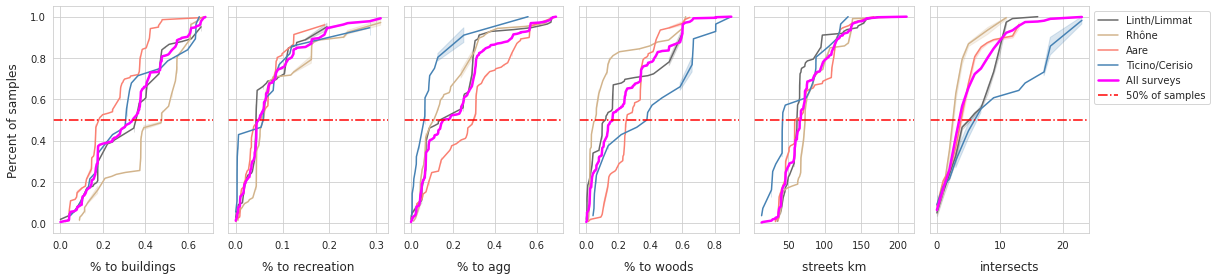 Percent of samples
1.0
0.8
0.6
0.4
0.2
0.0
0.0 0.2 0.4 0.6
% to buildings
0.0 0.1 0.2 0.3
% to recreation
0.0 0.2 0.4 0.6
% to agg
0.0 0.2 0.4 0.6 0.8
% to woods
50 100 150 200
streets km
0 10 20
intersects
Linth/Limmat
Rhône
Aare
Ticino/Cerisio
All surveys
50% of samples